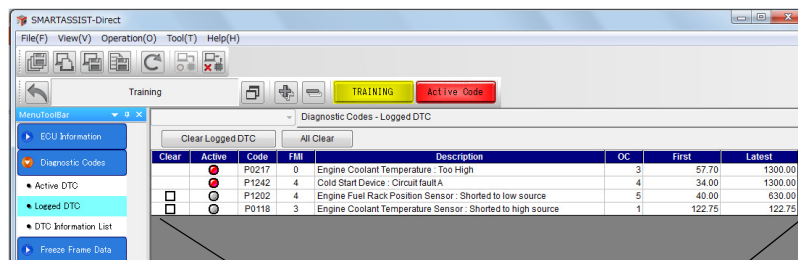 SMARTASSIST-Direct
File(F) View(V) Operation(O) Tool(T) Help(H)
Training TRAINING Active Code
MenuToolBar
Diagnostic Codes - Logged DTC
ECU Information
Clear Logged DTC All Clear
Clear Active Code FMI Description OC First Latest
Diagnostic Codes
P0217 0 Engine Coolant Temperature : Too High 3 57.70 1300.00
P1242 4 Cold Start Device : Circuit fault A 4 34.00 1300.00
Active DTC
P1202 4 Engine Fuel Rack Position Sensor : Shorted to low source 5 40.00 630.00
Logged DTC
P0118 3 Engine Coolant Temperature Sensor : Shorted to high source 1 122.75 122.75
DTC Information List
Freeze Frame Data